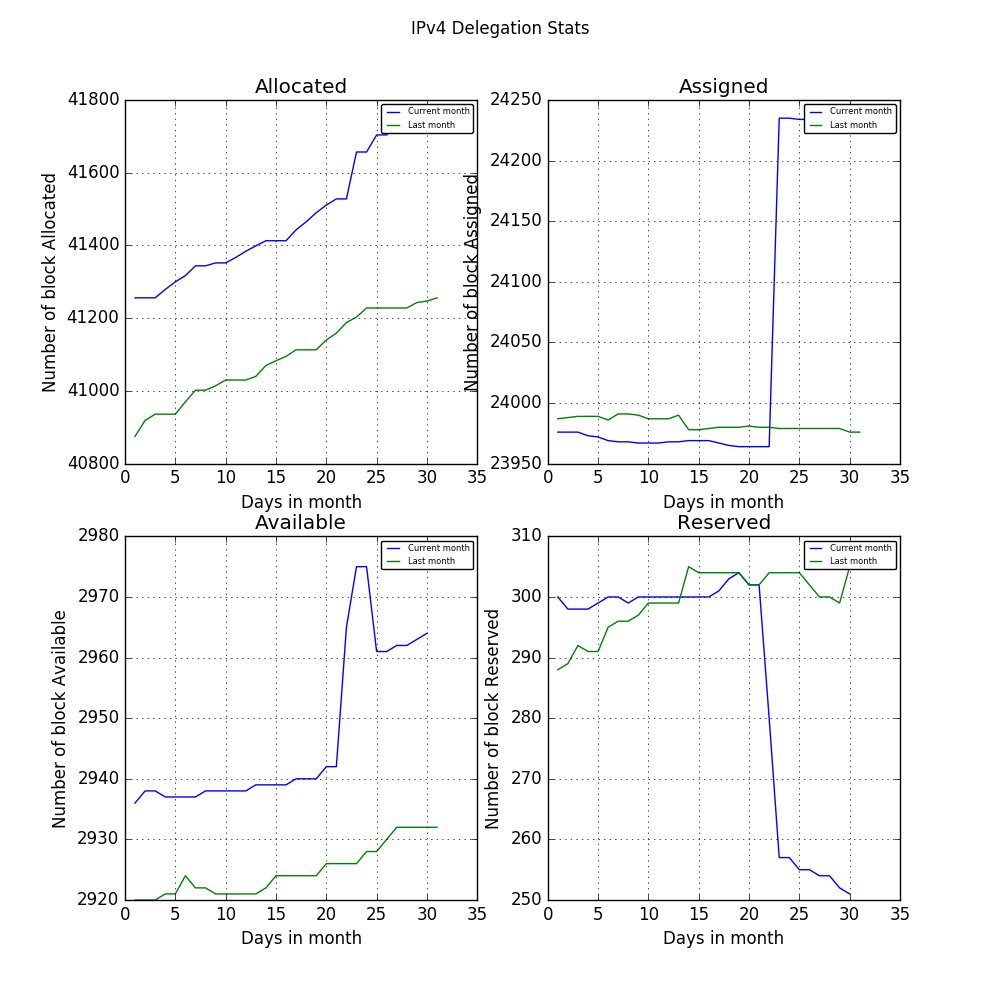 IPv4 Delegation Stats
Allocated
Number of block Allocated
41800
41600
41400
41200
41000
40800
0 5 10 15 20 25 30 35
Days in month
Current month
Last month
Assigned
Number of block Assigned
24250
24200
24150
24100
24050
24000
23950
0 5 10 15 20 25 30 35
Days in month
Current month
Last month
Available
Number of block Available
2980
2970
2960
2950
2940
2930
2920
0 5 10 15 20 25 30 35
Days in month
Current month
Last month
Reserved
Number of block Reserved
310
300
290
280
270
260
250
0 5 10 15 20 25 30 35
Days in month
Current month
Last month